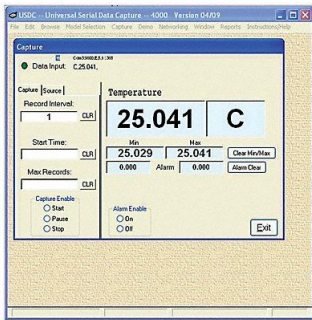 USDC -- Universal Serial Data Capture -- 4000 Version 04/09
File Edit Browse Model Selection Capture Demo Networking Window Reports Instructions/Help
Capture
Data Input: C,25.041,
Capture Source
Record Interval:
1 CLR
Start Time:
CLR
Max Records:
CLR
Capture Enable
Start
Pause
Stop
Temperature
25.041 C
Min Max
25.029 25.041 Clear Min/Max
0.000 Alarm 0.000 Alarm Clear
Alarm Enable
On
Off
Exit